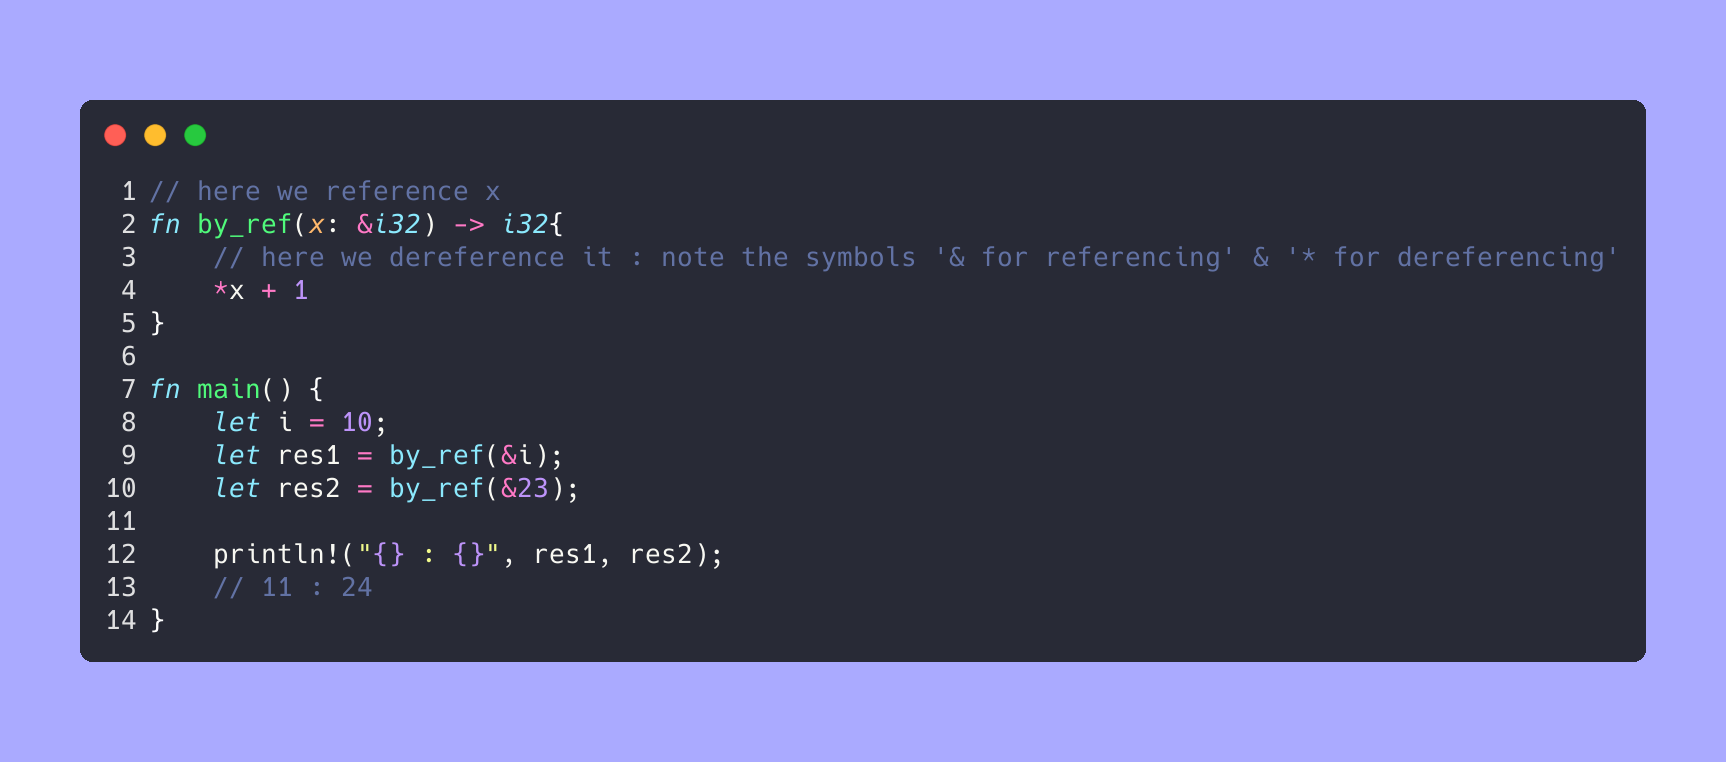 1 // here we reference x
2 fn by_ref(x: &i32) -> i32{
3     // here we dereference it : note the symbols '& for referencing' & '* for dereferencing'
4     *x + 1
5 }
6
7 fn main() {
8     let i = 10;
9     let res1 = by_ref(&i);
10     let res2 = by_ref(&23);
11
12     println!("{} : {}", res1, res2);
13     // 11 : 24
14 }